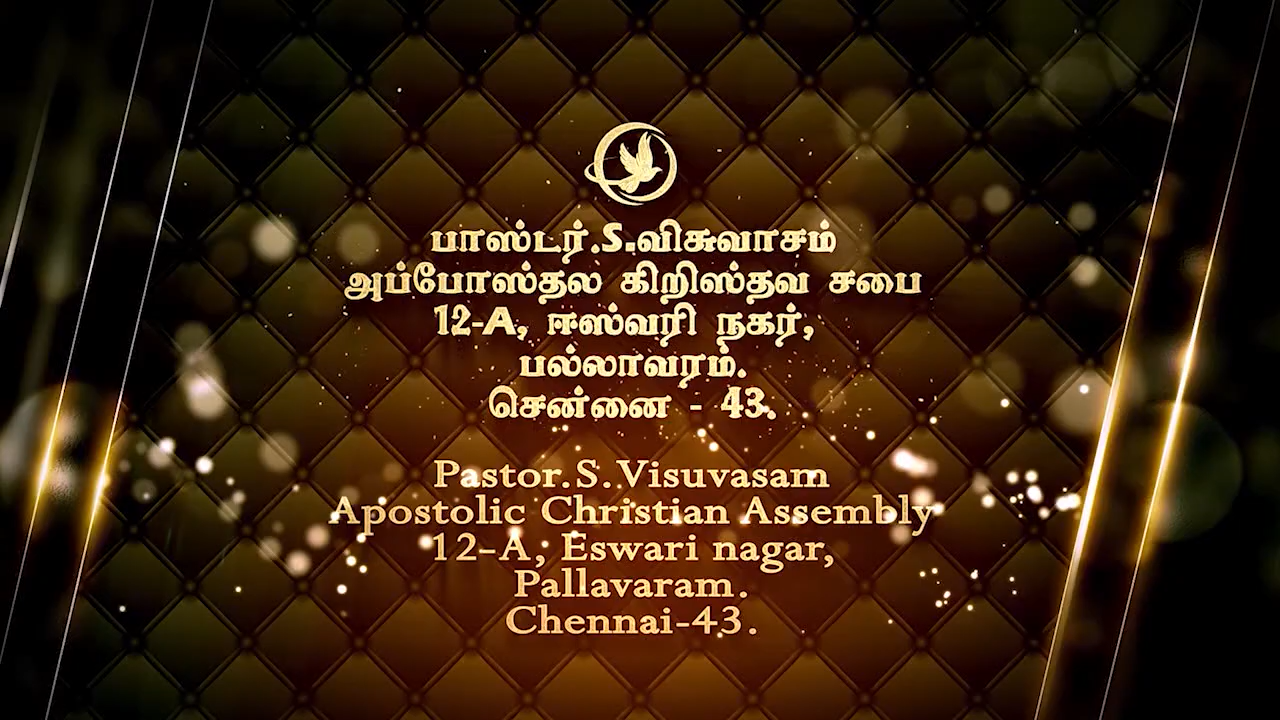 பாஸ்டர்.S.விசுவாசம்
அப்போஸ்தல கிறிஸ்தவ சபை
12-A, ஈஸ்வரி நகர்,
பல்லாவரம்.
சென்னை - 43.
Pastor.S.Visuvasam
Apostolic Christian Assembly
12-A, Eswari nagar,
Pallavaram.
Chennai-43.